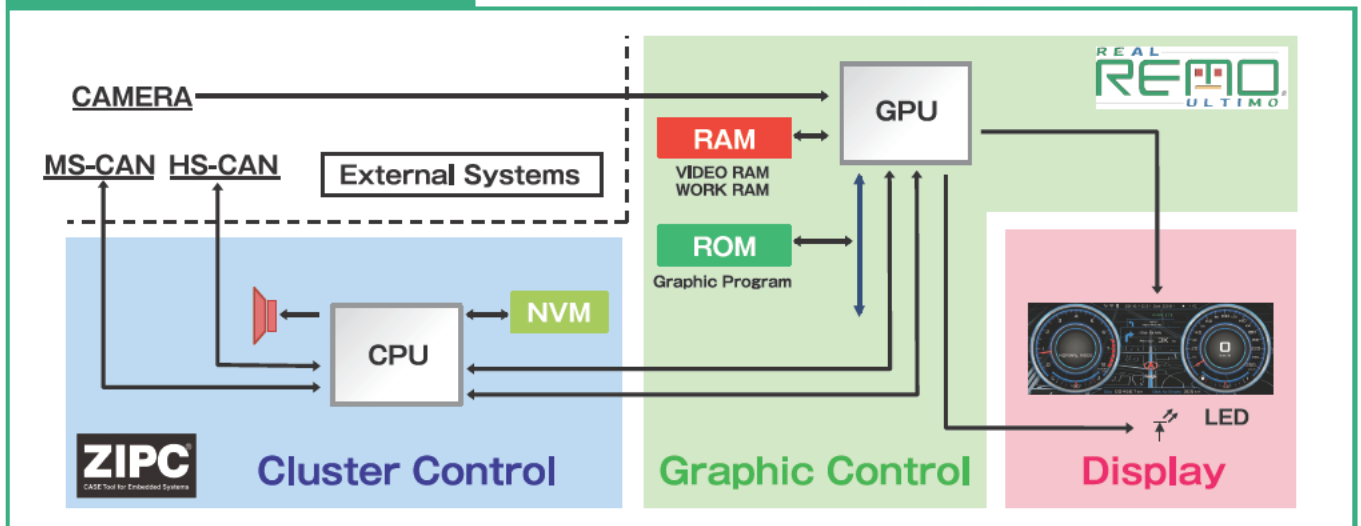 REAL
REMO
ULTIMO
CAMERA
GPU
RAM
VIDEO RAM
WORK RAM
MS-CAN HS-CAN
External Systems
ROM
Graphic Program
NVM
CPU
LED
ZIPC®
CASE Tool for Embedded Systems
Cluster Control
Graphic Control
Display